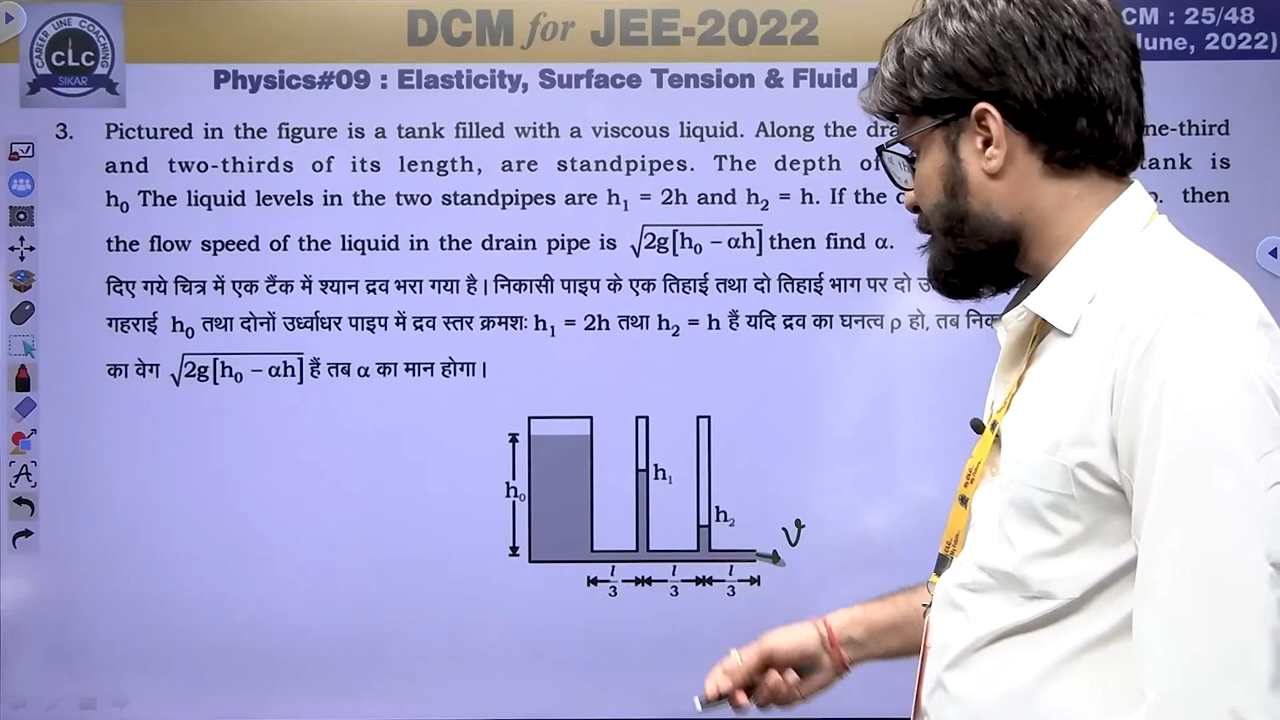 DCM for JEE-2022
CM : 25/48
June, 2022)
CAREER LINE COACHING
CLC
SIKAR
Physics#09 : Elasticity, Surface Tension & Fluid
3. Pictured in the figure is a tank filled with a viscous liquid. Along the ne-third
and two-thirds of its length, are standpipes. The depth of tank is
h₀ The liquid levels in the two standpipes are h₁ = 2h and h₂ = h. If the then
the flow speed of the liquid in the drain pipe is √2g[h₀ – αh] then find α.
दिए गये चित्र में एक टैंक में श्यान द्रव भरा गया है। निकासी पाइप के एक तिहाई तथा दो तिहाई भाग पर दो
गहराई h₀ तथा दोनों उर्ध्वाधर पाइप में द्रव स्तर क्रमशः h₁ = 2h तथा h₂ = h हैं यदि द्रव का घनत्व ρ हो, तब
का वेग √2g[h₀ – αh] हैं तब α का मान होगा।
h₀
h₁
h₂
v
l/3 l/3 l/3